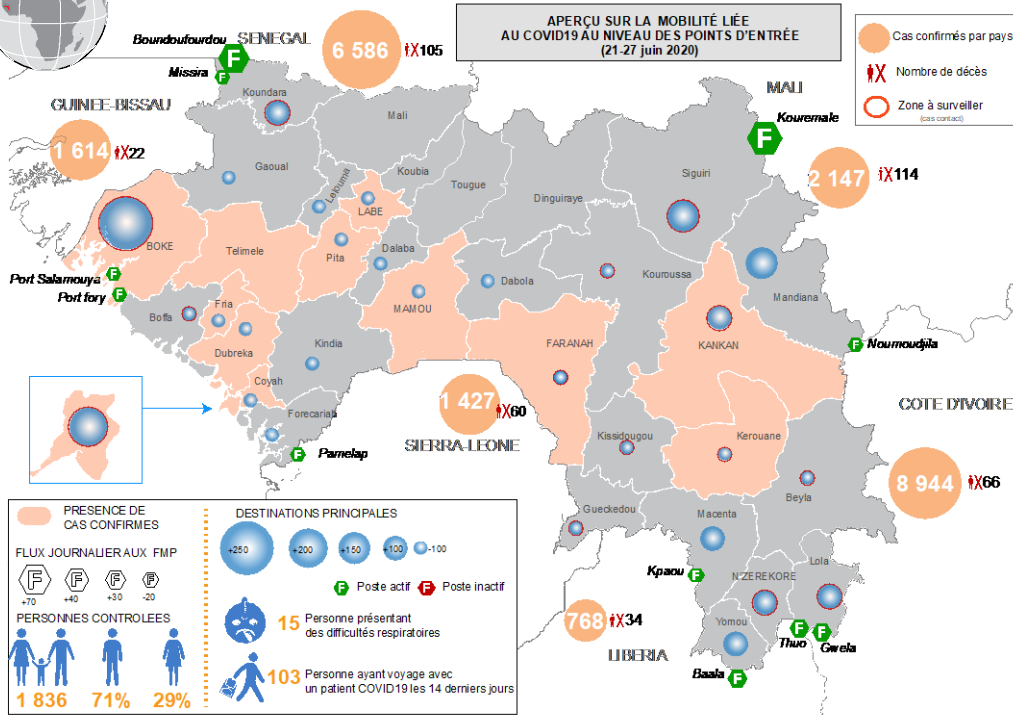 APERÇU SUR LA MOBILITÉ LIÉE
AU COVID19 AU NIVEAU DES POINTS D'ENTRÉE
(21-27 juin 2020)
Cas confirmés par pays
Nombre de décès
Zone à surveiller
(cas contact)
Boundoufourdou
SENEGAL
6 586
105
Missira
F
F
GUINEE-BISSAU
1 614
22
MALI
Kouremale
F
2 147
114
Koundara
Mali
Gaoual
Lelouma
Koubia
Tougue
Dinguiraye
Siguiri
LABE
BOKE
Telimele
Pita
Dalaba
Dabola
Kouroussa
Mandiana
Port Salamouya
F
Port fory
F
Boffa
Fria
MAMOU
Noumoudjila
F
Dubreka
Kindia
FARANAH
KANKAN
Coyah
Forecariah
1 427
60
SIERRA-LEONE
COTE D'IVOIRE
8 944
66
Pamelap
F
Kissidougou
Kerouane
Beyla
Gueckedou
Macenta
Lola
Kpaou
F
N'ZEREKORE
768
34
LIBERIA
Yomou
Thuo
F
Gwela
F
Baala
F
PRESENCE DE
CAS CONFIRMES
FLUX JOURNALIER AUX FMP
F
F
F
F
+70
+40
+30
-20
PERSONNES CONTROLEES
1 836
71%
29%
DESTINATIONS PRINCIPALES
+250
+200
+150
+100
-100
F
Poste actif
F
Poste inactif
15
Personne présentant
des difficultés respiratoires
103
Personne ayant voyage avec
un patient COVID19 les 14 derniers jours